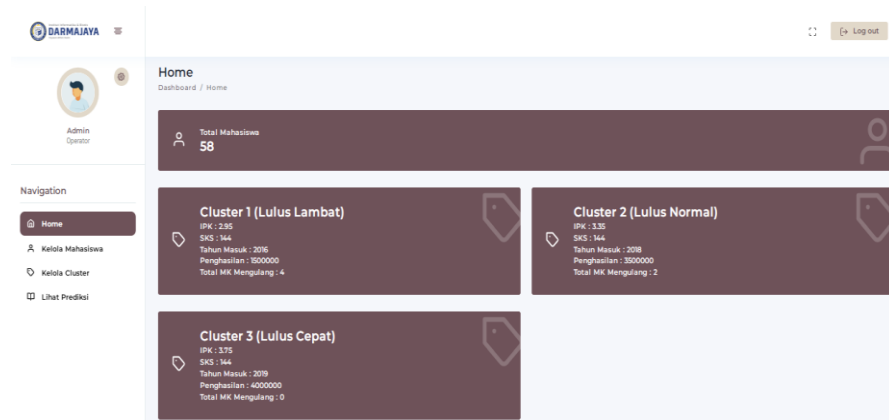 DARMAJAYA
Log out
Admin
Operator
Navigation
Home
Kelola Mahasiswa
Kelola Cluster
Lihat Prediksi
Home
Dashboard / Home
Total Mahasiswa
58
Cluster 1 (Lulus Lambat)
IPK : 2.95
SKS : 144
Tahun Masuk : 2016
Penghasilan : 1500000
Total MK Mengulang : 4
Cluster 2 (Lulus Normal)
IPK : 3.35
SKS : 144
Tahun Masuk : 2018
Penghasilan : 3500000
Total MK Mengulang : 2
Cluster 3 (Lulus Cepat)
IPK : 3.75
SKS : 144
Tahun Masuk : 2019
Penghasilan : 4000000
Total MK Mengulang : 0